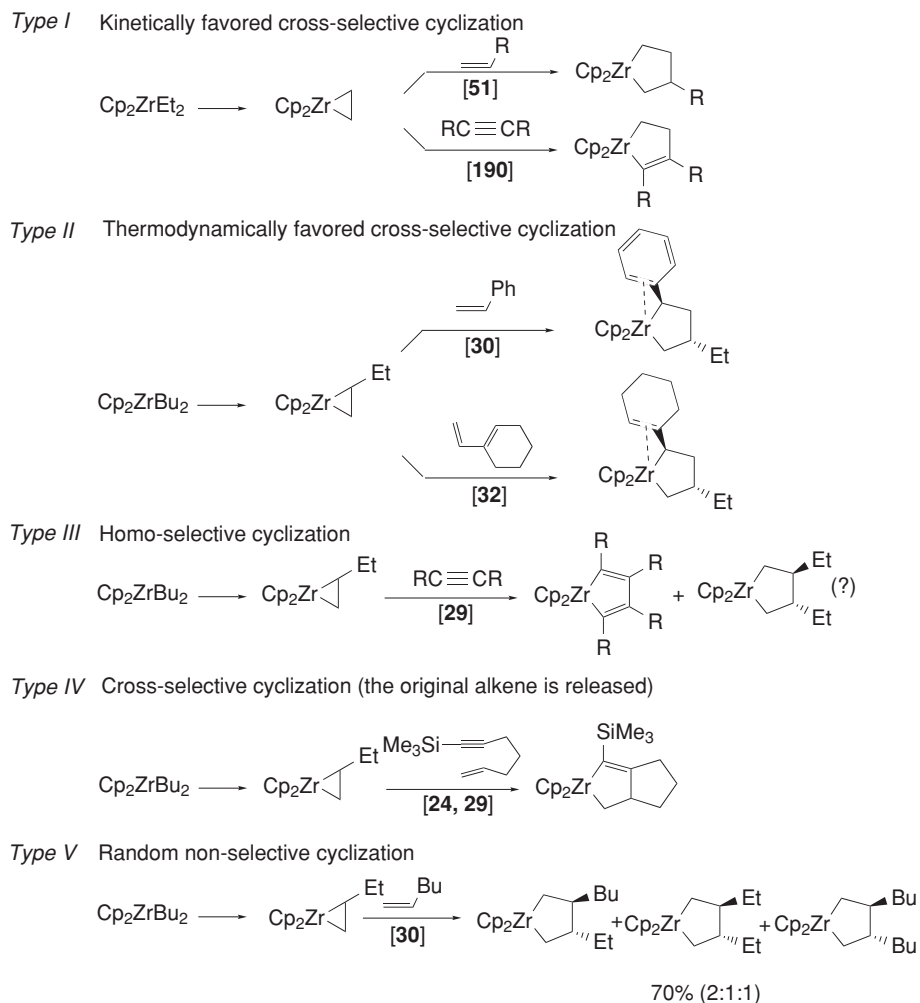 Type I Kinetically favored cross-selective cyclization
R
Cp2ZrEt2 Cp2Zr [51] Cp2Zr R
RC≡CR
[190] Cp2Zr R R
Type II Thermodynamically favored cross-selective cyclization
Ph
[30] Cp2Zr Et
Cp2ZrBu2 Cp2Zr Et
[32] Cp2Zr Et
Type III Homo-selective cyclization
Cp2ZrBu2 Cp2Zr Et RC≡CR [29] Cp2Zr R R R R + Cp2Zr Et Et (?)
Type IV Cross-selective cyclization (the original alkene is released)
Cp2ZrBu2 Cp2Zr Et Me3Si [24, 29] Cp2Zr SiMe3
Type V Random non-selective cyclization
Cp2ZrBu2 Cp2Zr Et Bu [30] Cp2Zr Bu Et + Cp2Zr Et Et + Cp2Zr Bu Bu
70% (2:1:1)